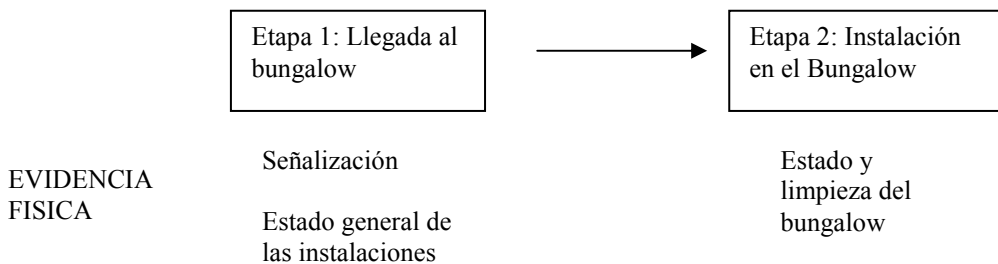 Etapa 1: Llegada al
bungalow
Etapa 2: Instalación
en el Bungalow
EVIDENCIA
FISICA
Señalización
Estado general de
las instalaciones
Estado y
limpieza del
bungalow